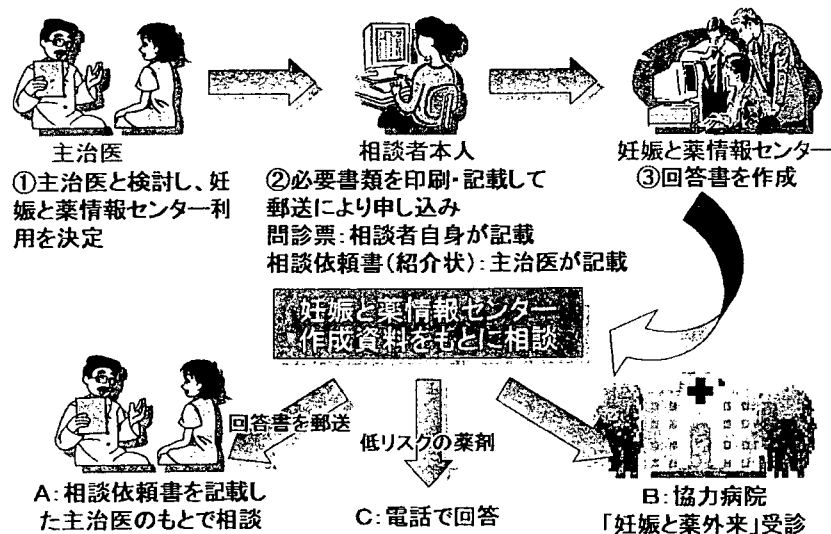 主治医
①主治医と検討し、妊
娠と薬情報センター利
用を決定
相談者本人
②必要書類を印刷・記載して
郵送により申し込み
問診票:相談者自身が記載
相談依頼書(紹介状):主治医が記載
妊娠と薬情報センター
③回答書を作成
妊娠と薬情報センター
作成資料をもとに相談
回答書を郵送
低リスクの薬剤
A:相談依頼書を記載し
た主治医のもとで相談
C:電話で回答
B:協力病院
「妊娠と薬外来」受診